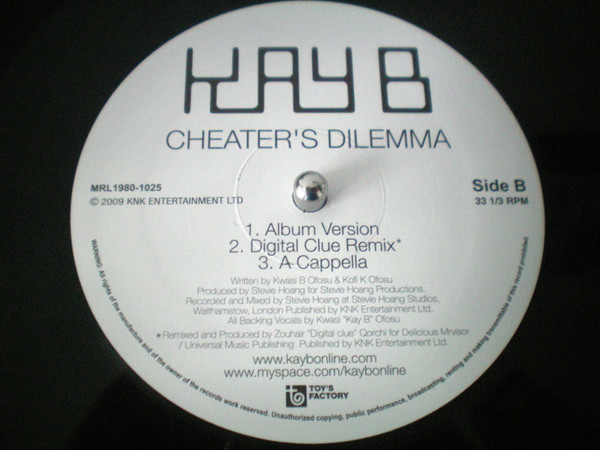 KAY B
CHEATER'S DILEMMA
MRL1980-1025
© 2009 KNK ENTERTAINMENT LTD
Side B
33 1/3 RPM
1. Album Version
2. Digital Clue Remix*
3. A Cappella
Written by Kwasi B Ofosu & Kofi K Ofosu
Produced by Stevie Hoang for Stevie Hoang Productions.
Recorded and Mixed by Stevie Hoang at Stevie Hoang Studios,
Walthamstow, London Published by KNK Entertainment Ltd.
All Backing Vocals by Kwasi "Kay B" Ofosu
*Remixed and Produced by Zouhair "Digital clue" Qorchi for Delicious Mrvisor
/ Universal Music Publishing Published by KNK Entertainment Ltd.
www.kaybonline.com
www.myspace.com/kaybonline
TOY'S
FACTORY
WARNING: All rights of the manufacturer and of the owner of the records work reserved. Unauthorized copying, public performance, broadcasting, renting and making transmittable of this record prohibited.